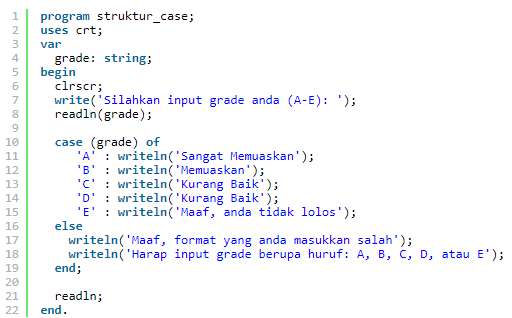 1 program struktur_case;
2 uses crt;
3 var
4   grade: string;
5 begin
6   clrscr;
7   write('Silahkan input grade anda (A-E): ');
8   readln(grade);
9
10   case (grade) of
11      'A' : writeln('Sangat Memuaskan');
12      'B' : writeln('Memuaskan');
13      'C' : writeln('Kurang Baik');
14      'D' : writeln('Kurang Baik');
15      'E' : writeln('Maaf, anda tidak lolos');
16   else
17     writeln('Maaf, format yang anda masukkan salah');
18     writeln('Harap input grade berupa huruf: A, B, C, D, atau E');
19   end;
20
21   readln;
22 end.